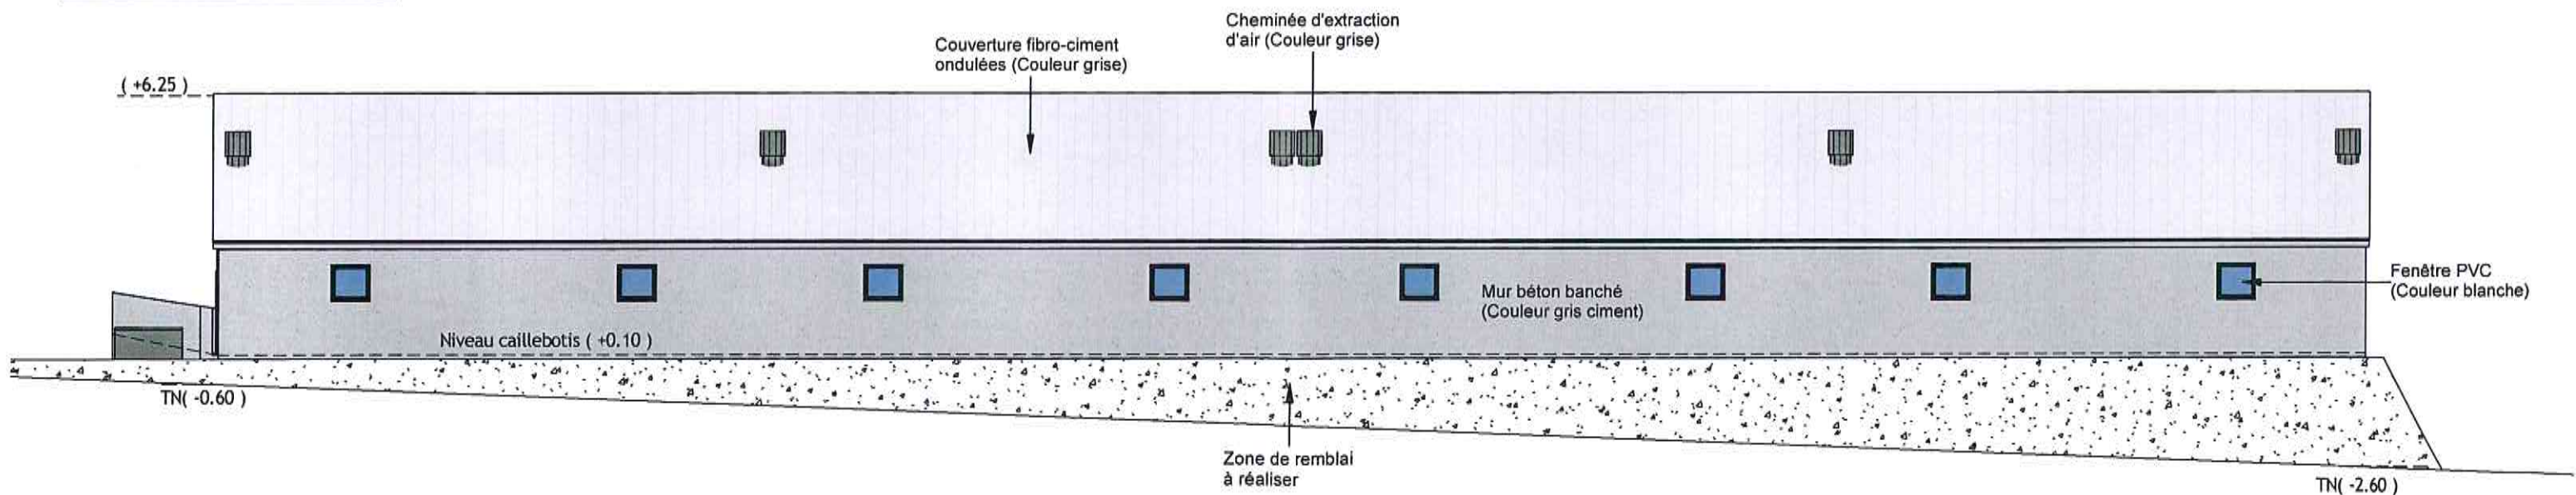 Cheminée d'extraction
d'air (Couleur grise)
Couverture fibro-ciment
ondulées (Couleur grise)
( +6.25 )
Fenêtre PVC
(Couleur blanche)
Mur béton banché
(Couleur gris ciment)
Niveau caillebotis ( +0.10 )
TN( -0.60 )
Zone de remblai
à réaliser
TN( -2.60 )